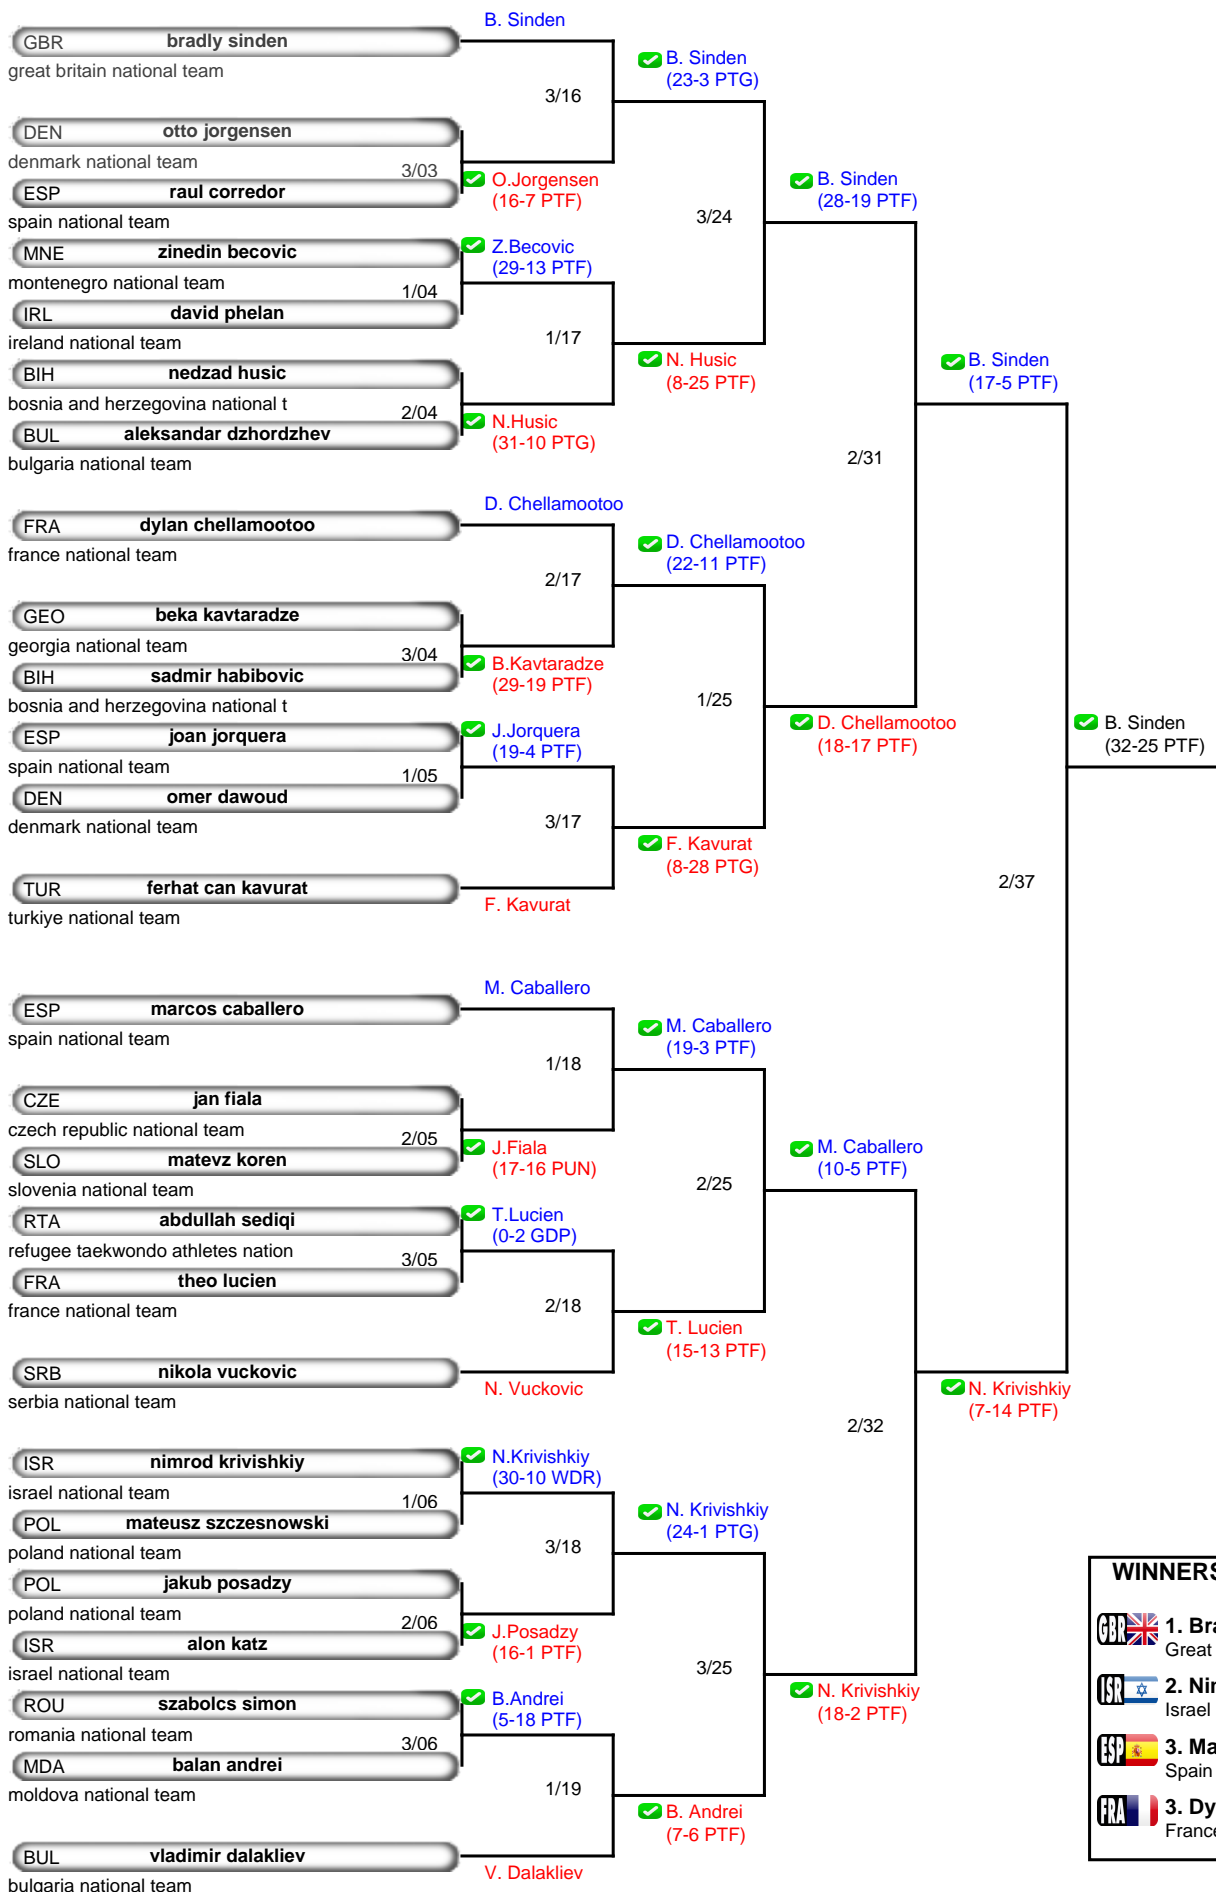 B. Sinden
GBR bradly sinden
great britain national team
B. Sinden
(23-3 PTG)
3/16
DEN otto jorgensen
denmark national team
3/03
ESP raul corredor
spain national team
O.Jorgensen
(16-7 PTF)
B. Sinden
(28-19 PTF)
3/24
MNE zinedin becovic
montenegro national team
Z.Becovic
(29-13 PTF)
1/04
IRL david phelan
ireland national team
1/17
N. Husic
(8-25 PTF)
BIH nedzad husic
bosnia and herzegovina national t
2/04
BUL aleksandar dzhordzhev
bulgaria national team
N.Husic
(31-10 PTG)
B. Sinden
(17-5 PTF)
2/31
D. Chellamootoo
FRA dylan chellamootoo
france national team
D. Chellamootoo
(22-11 PTF)
2/17
GEO beka kavtaradze
georgia national team
3/04
BIH sadmir habibovic
bosnia and herzegovina national t
B.Kavtaradze
(29-19 PTF)
1/25
D. Chellamootoo
(18-17 PTF)
ESP joan jorquera
spain national team
J.Jorquera
(19-4 PTF)
1/05
DEN omer dawoud
denmark national team
B. Sinden
(32-25 PTF)
3/17
F. Kavurat
(8-28 PTG)
TUR ferhat can kavurat
turkiye national team
F. Kavurat
2/37
M. Caballero
ESP marcos caballero
spain national team
M. Caballero
(19-3 PTF)
1/18
CZE jan fiala
czech republic national team
2/05
SLO matevz koren
slovenia national team
J.Fiala
(17-16 PUN)
M. Caballero
(10-5 PTF)
2/25
RTA abdullah sediqi
refugee taekwondo athletes nation
T.Lucien
(0-2 GDP)
3/05
FRA theo lucien
france national team
2/18
T. Lucien
(15-13 PTF)
SRB nikola vuckovic
serbia national team
N. Vuckovic
N. Krivishkiy
(7-14 PTF)
2/32
ISR nimrod krivishkiy
israel national team
N.Krivishkiy
(30-10 WDR)
1/06
POL mateusz szczesnowski
poland national team
N. Krivishkiy
(24-1 PTG)
3/18
POL jakub posadzy
poland national team
2/06
ISR alon katz
israel national team
J.Posadzy
(16-1 PTF)
3/25
N. Krivishkiy
(18-2 PTF)
ROU szabolcs simon
romania national team
B.Andrei
(5-18 PTF)
3/06
MDA balan andrei
moldova national team
1/19
B. Andrei
(7-6 PTF)
BUL vladimir dalakliev
bulgaria national team
V. Dalakliev
WINNERS
GBR 1. Bra
Great
ISR 2. Nir
Israel
ESP 3. Ma
Spain
FRA 3. Dy
France